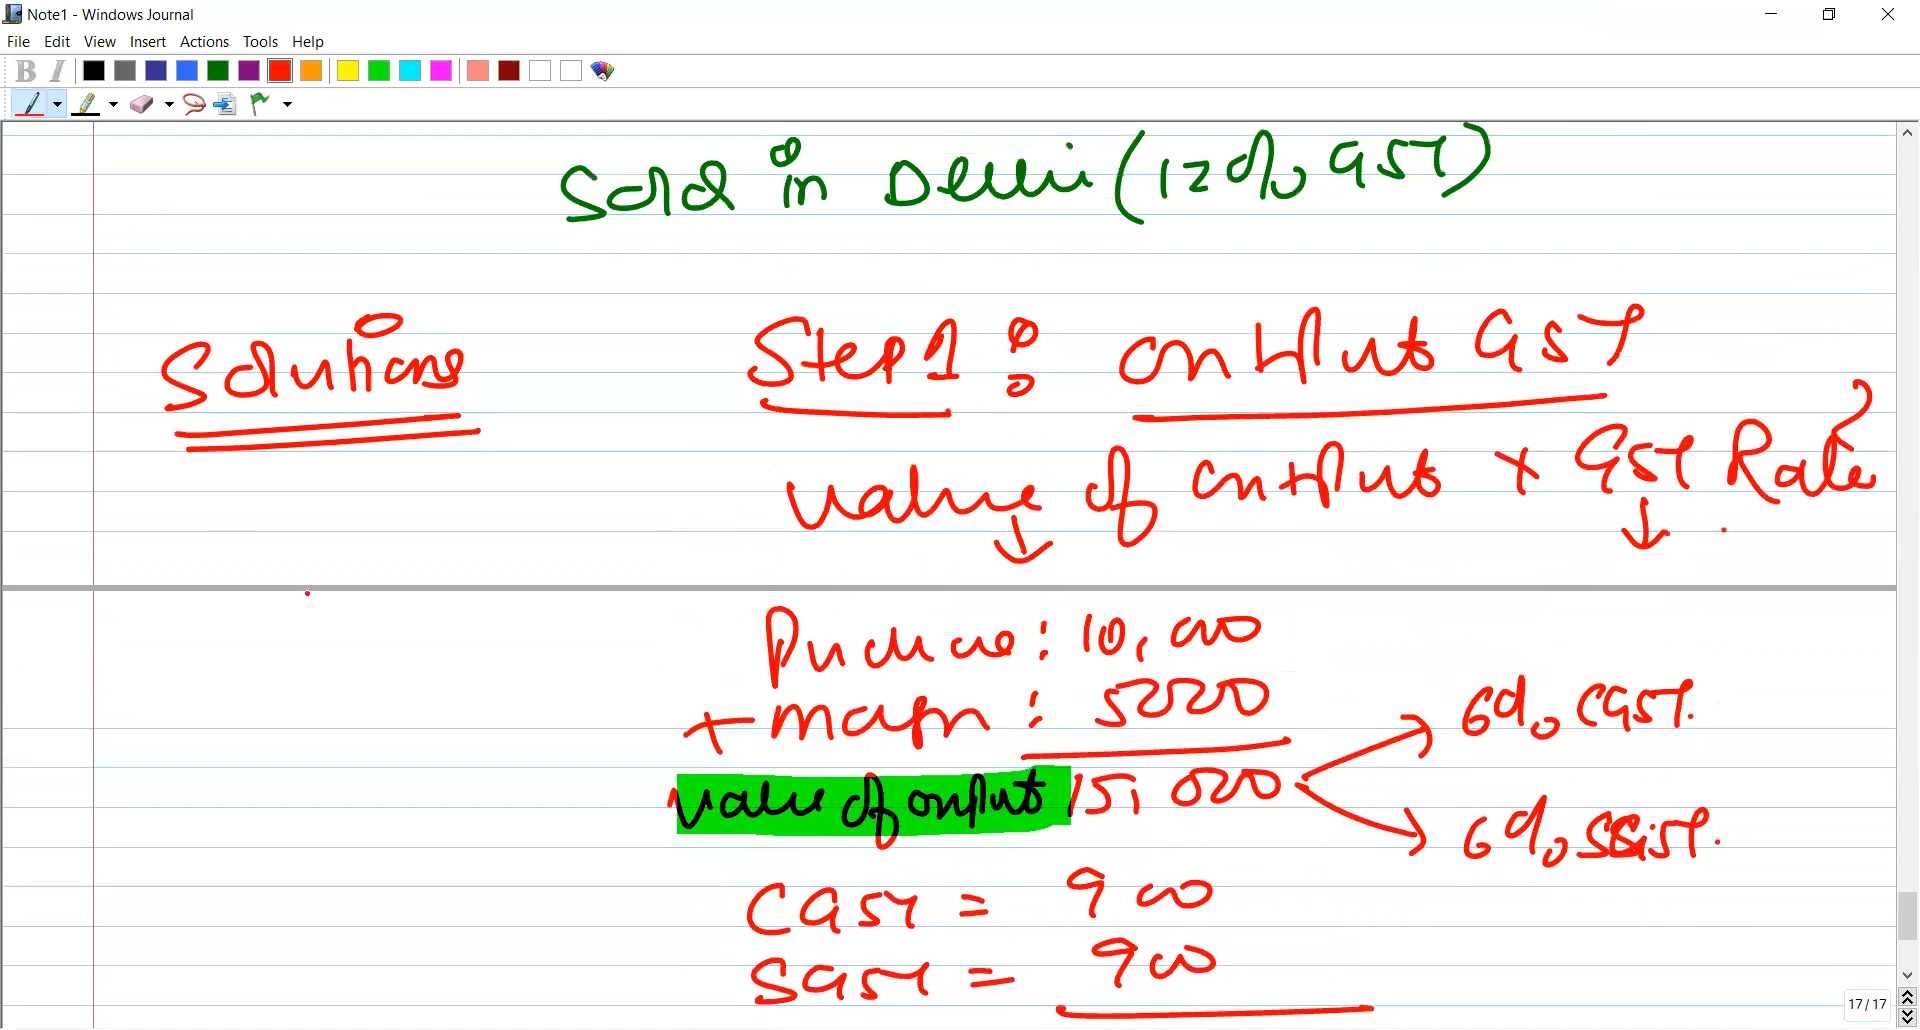 Note1 - Windows Journal
File Edit View Insert Actions Tools Help
B I
Sold in Delhi (12% GST)
Solutions Step 1 : output GST
value of output x GST Rate
Purchase : 10,000
+ margin : 5000
6% CGST.
value of output 15,000
6% SGST.
CGST = 900
SGST = 900
17 / 17